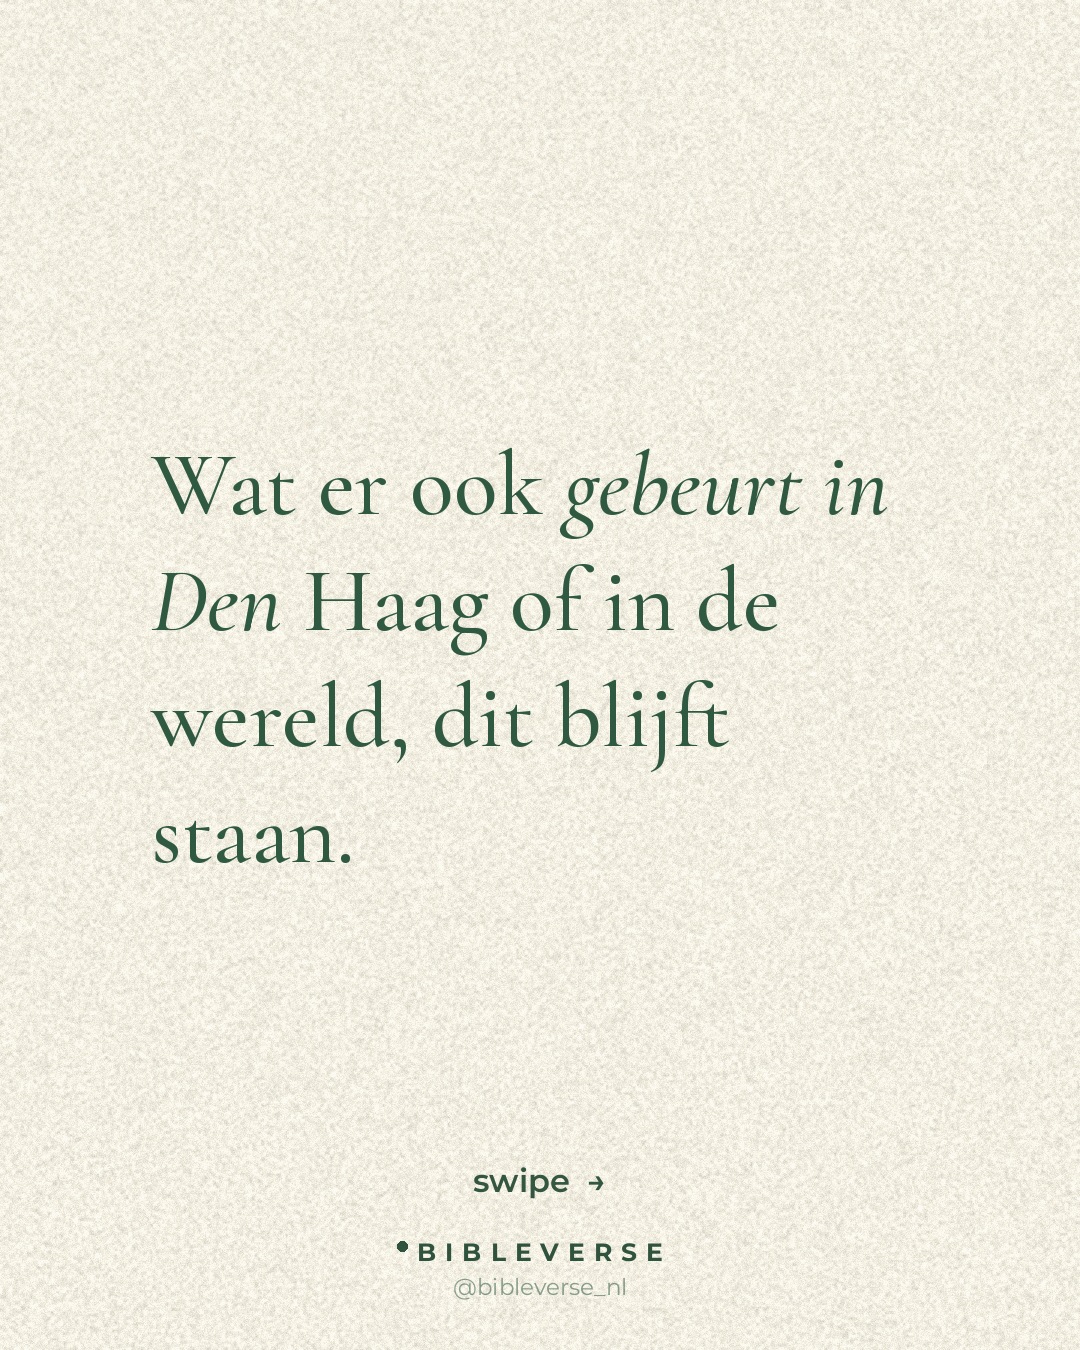 Wat er ook gebeurt in
Den Haag of in de
wereld, dit blijft
staan.
swipe →
BIBLEVERSE
@bibleverse_nl